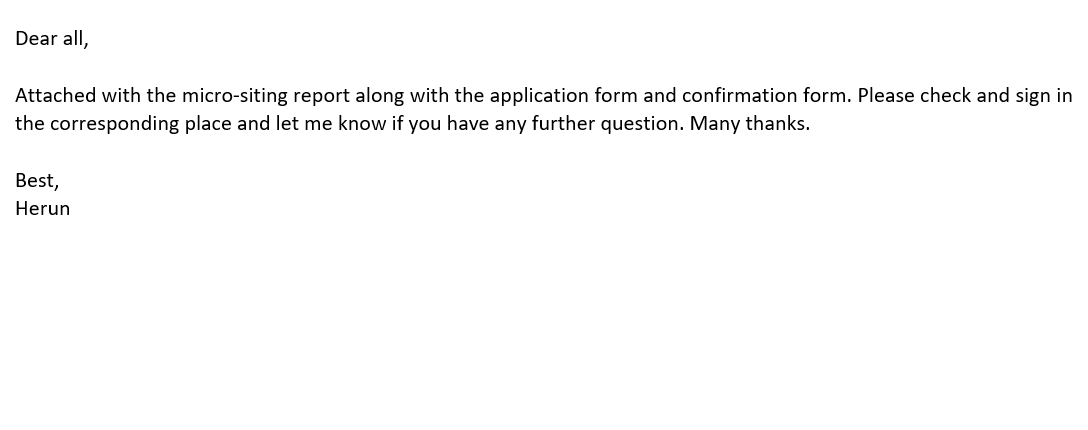 Dear all,
Attached with the micro-siting report along with the application form and confirmation form. Please check and sign in
the corresponding place and let me know if you have any further question. Many thanks.
Best,
Herun